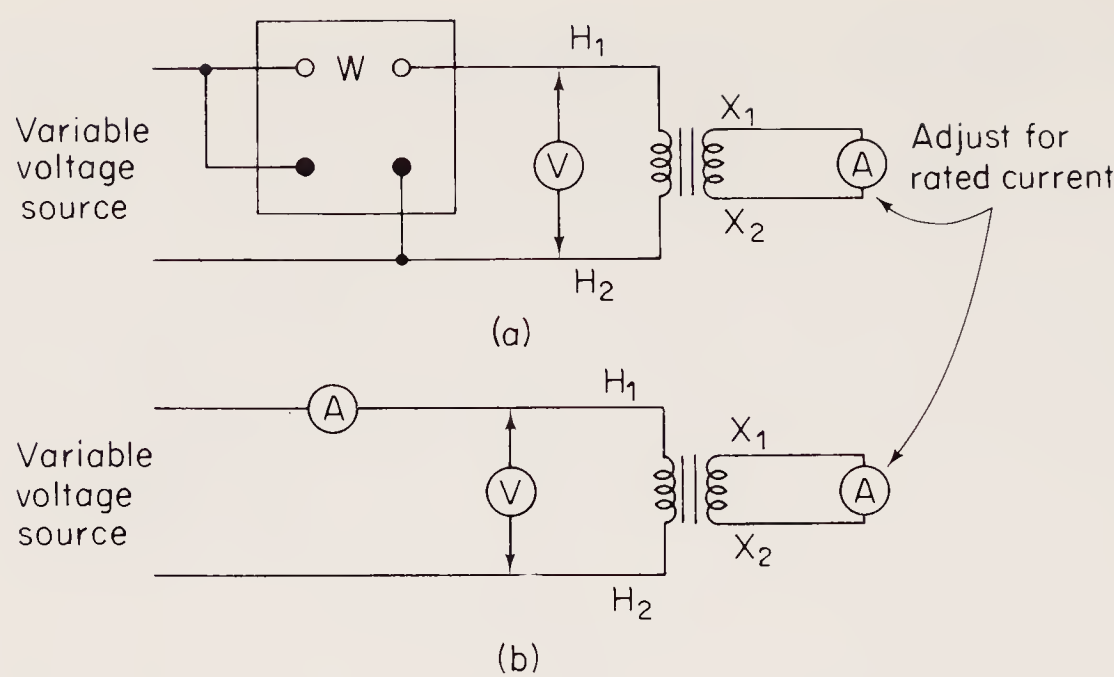 H₁
W
X₁
Variable
voltage
source
V
A
Adjust for
rated current
X₂
H₂
(a)
H₁
A
X₁
Variable
voltage
source
V
A
X₂
H₂
(b)